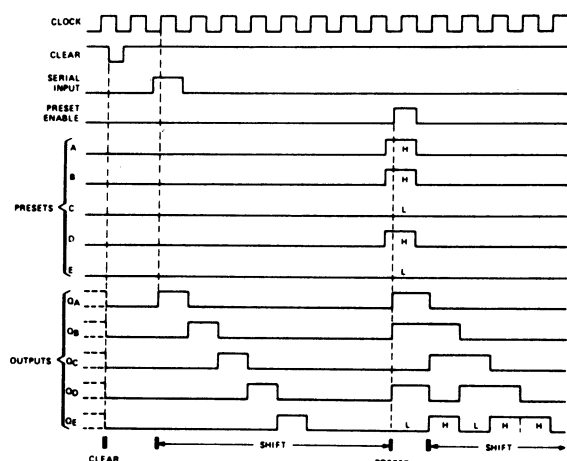 CLOCK
CLEAR
SERIAL
INPUT
PRESET
ENABLE
A H
B H
PRESETS C L
D H
E L
QA
QB
OUTPUTS QC
QD
QE L H L H H
SHIFT SHIFT
CLEAR